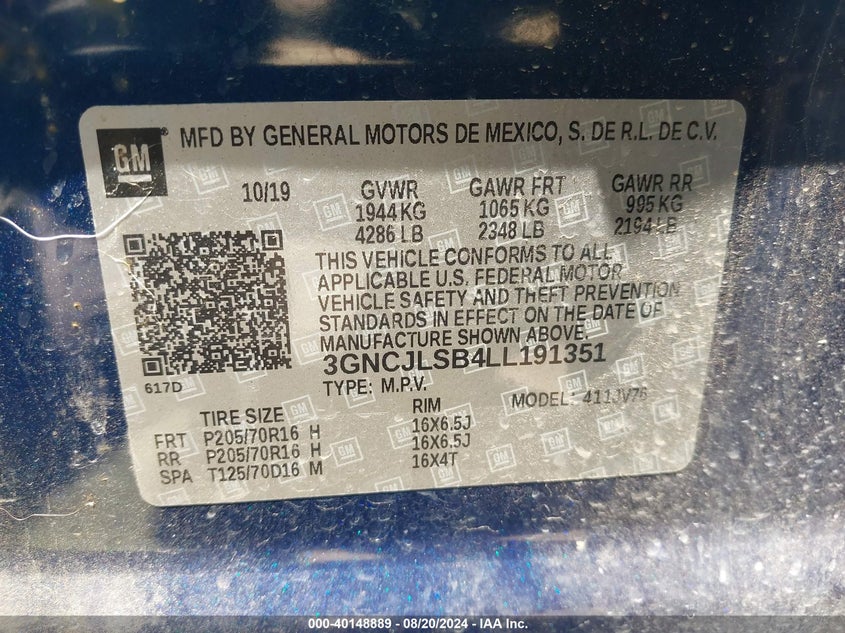 GM
MFD BY GENERAL MOTORS DE MEXICO, S. DE R.L. DE C.V.
10/19 GVWR GAWR FRT GAWR RR
1944 KG 1065 KG 995 KG
4286 LB 2348 LB 2194 LB
THIS VEHICLE CONFORMS TO ALL
APPLICABLE U.S. FEDERAL MOTOR
VEHICLE SAFETY AND THEFT PREVENTION
STANDARDS IN EFFECT ON THE DATE OF
MANUFACTURE SHOWN ABOVE.
617D
3GNCJLSB4LL191351
TYPE: M.P.V. MODEL: 411JV76
TIRE SIZE RIM
FRT P205/70R16 H 16X6.5J
RR P205/70R16 H 16X6.5J
SPA T125/70D16 M 16X4T
000-40148889 - 08/20/2024 - IAA Inc.